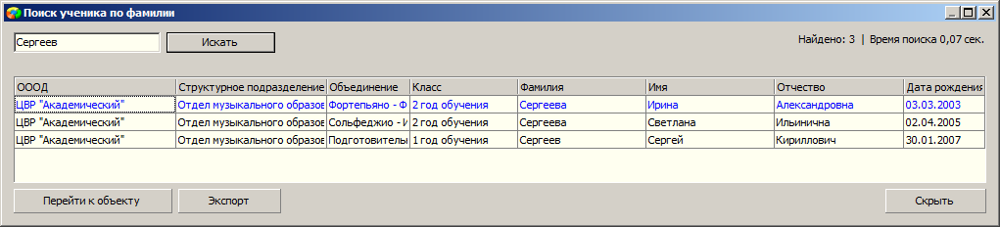 Поиск ученика по фамилии
Сергеев Искать Найдено: 3 | Время поиска 0,07 сек.
ОООД Структурное подразделение Объединение Класс Фамилия Имя Отчество Дата рождения
ЦВР "Академический" Отдел музыкального образов Фортепьяно - Ф 2 год обучения Сергеева Ирина Александровна 03.03.2003
ЦВР "Академический" Отдел музыкального образов Сольфеджио - И 2 год обучения Сергеева Светлана Ильинична 02.04.2005
ЦВР "Академический" Отдел музыкального образов Подготовитель 1 год обучения Сергеев Сергей Кириллович 30.01.2007
Перейти к объекту Экспорт Скрыть